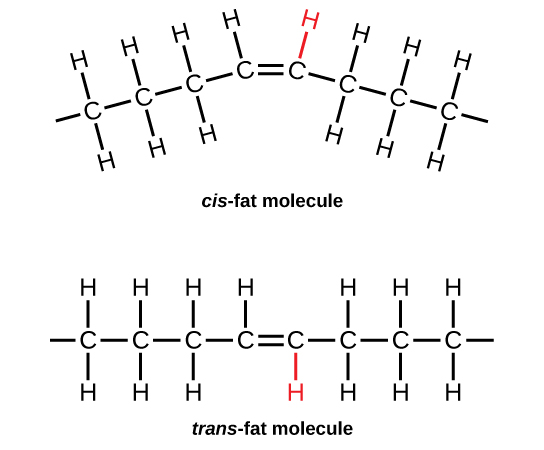 H H H H H H H H
C C C C C C C C
H H H H H H
cis-fat molecule
H H H H H H H
C C C C C C C C
H H H H H H H
trans-fat molecule